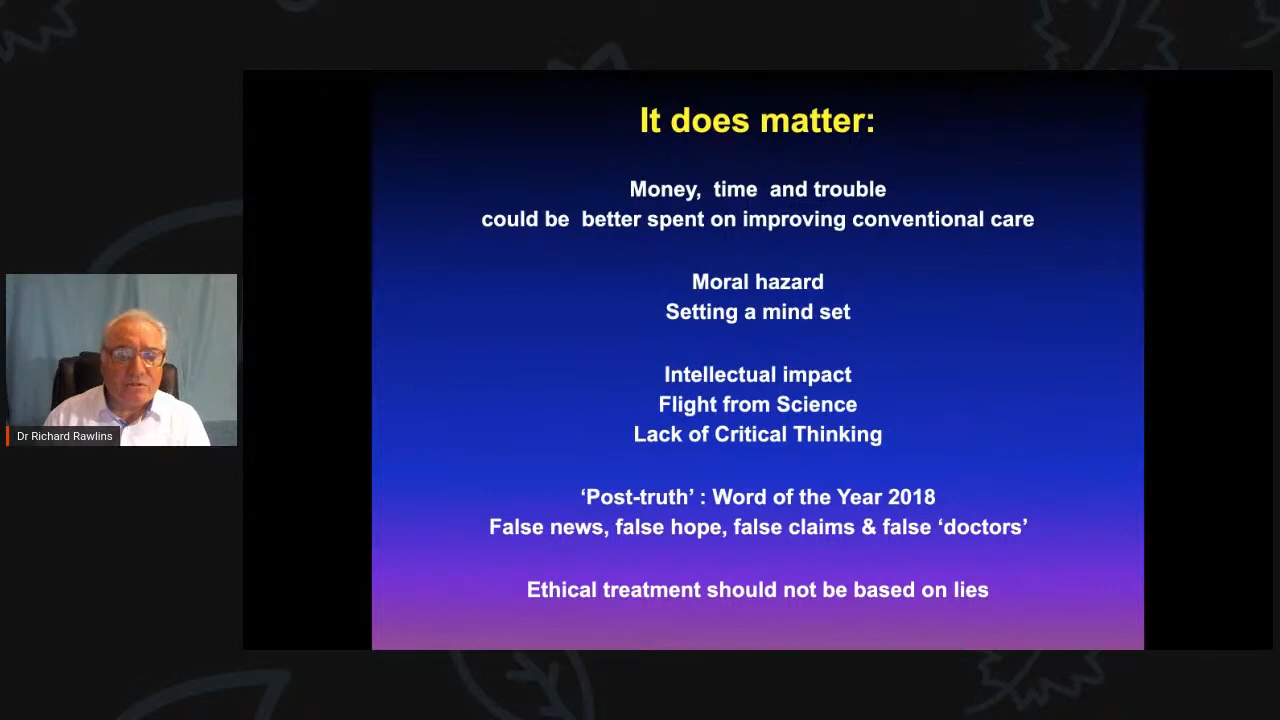 It does matter:
Money, time and trouble
could be better spent on improving conventional care
Moral hazard
Setting a mind set
Intellectual impact
Flight from Science
Lack of Critical Thinking
‘Post-truth’ : Word of the Year 2018
False news, false hope, false claims & false ‘doctors’
Ethical treatment should not be based on lies
Dr Richard Rawlins